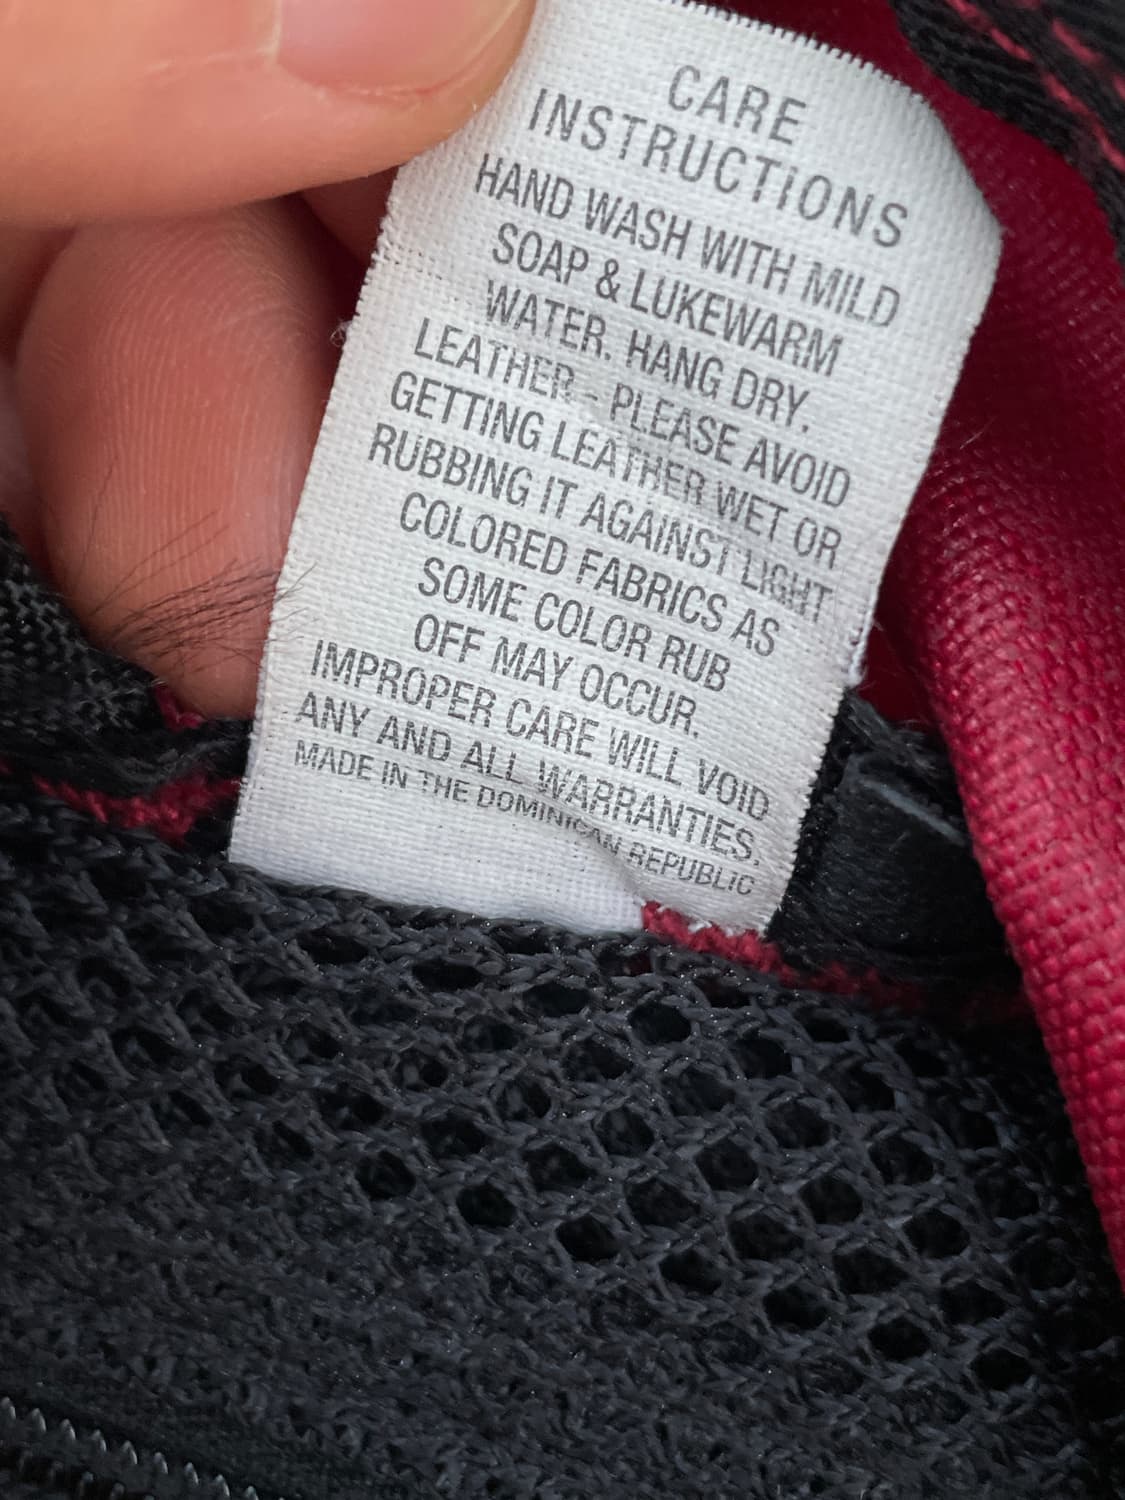 CARE
INSTRUCTIONS
HAND WASH WITH MILD
SOAP & LUKEWARM
WATER. HANG DRY.
LEATHER - PLEASE AVOID
GETTING LEATHER WET OR
RUBBING IT AGAINST LIGHT
COLORED FABRICS AS
SOME COLOR RUB
OFF MAY OCCUR.
IMPROPER CARE WILL VOID
ANY AND ALL WARRANTIES.
MADE IN THE DOMINICAN REPUBLIC